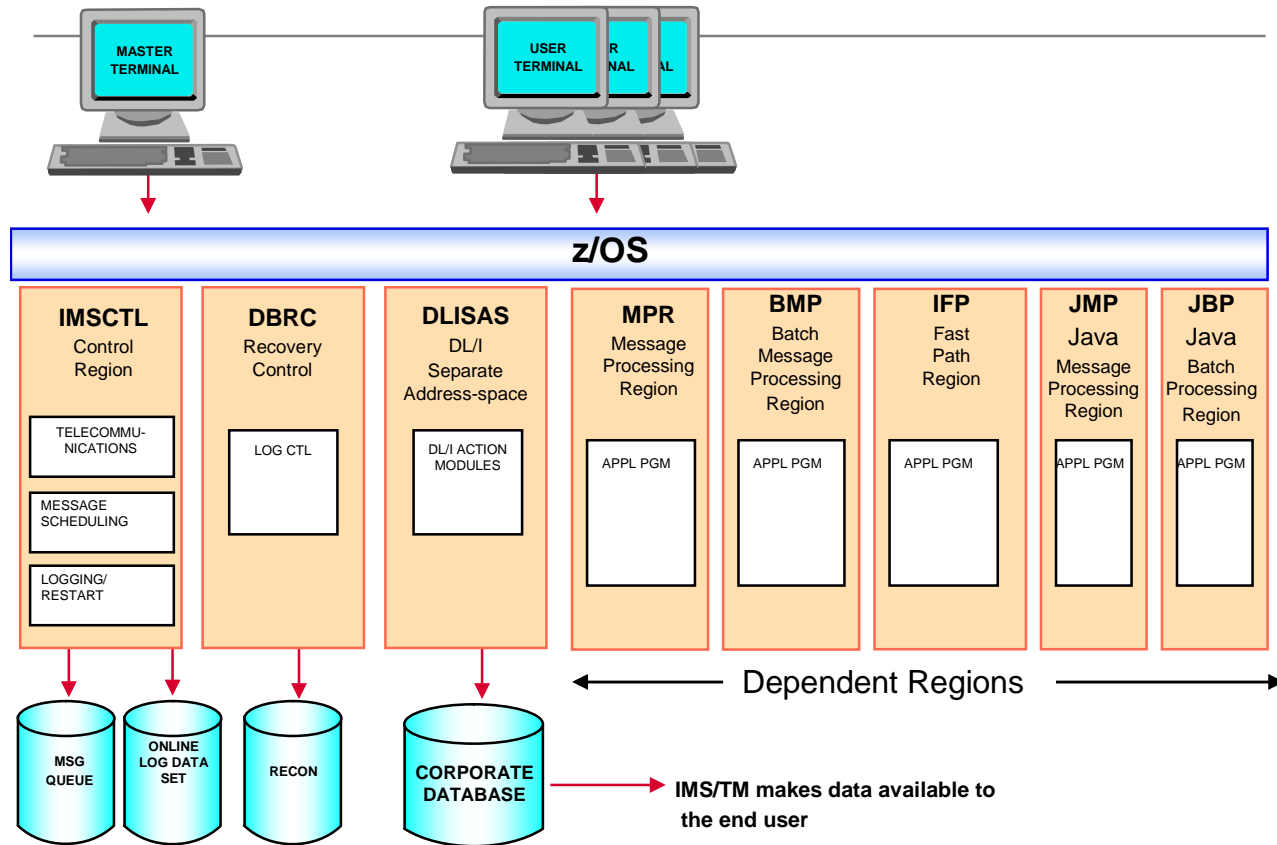 MASTER
TERMINAL
USER
TERMINAL
R
NAL
AL
z/OS
IMSCTL
Control
Region
TELECOMMU-
NICATIONS
MESSAGE
SCHEDULING
LOGGING/
RESTART
DBRC
Recovery
Control
LOG CTL
DLISAS
DL/I
Separate
Address-space
DL/I ACTION
MODULES
MPR
Message
Processing
Region
APPL PGM
BMP
Batch
Message
Processing
Region
APPL PGM
IFP
Fast
Path
Region
APPL PGM
JMP
Java
Message
Processing
Region
APPL PGM
JBP
Java
Batch
Processing
Region
APPL PGM
Dependent Regions
MSG
QUEUE
ONLINE
LOG DATA
SET
RECON
CORPORATE
DATABASE
IMS/TM makes data available to
the end user